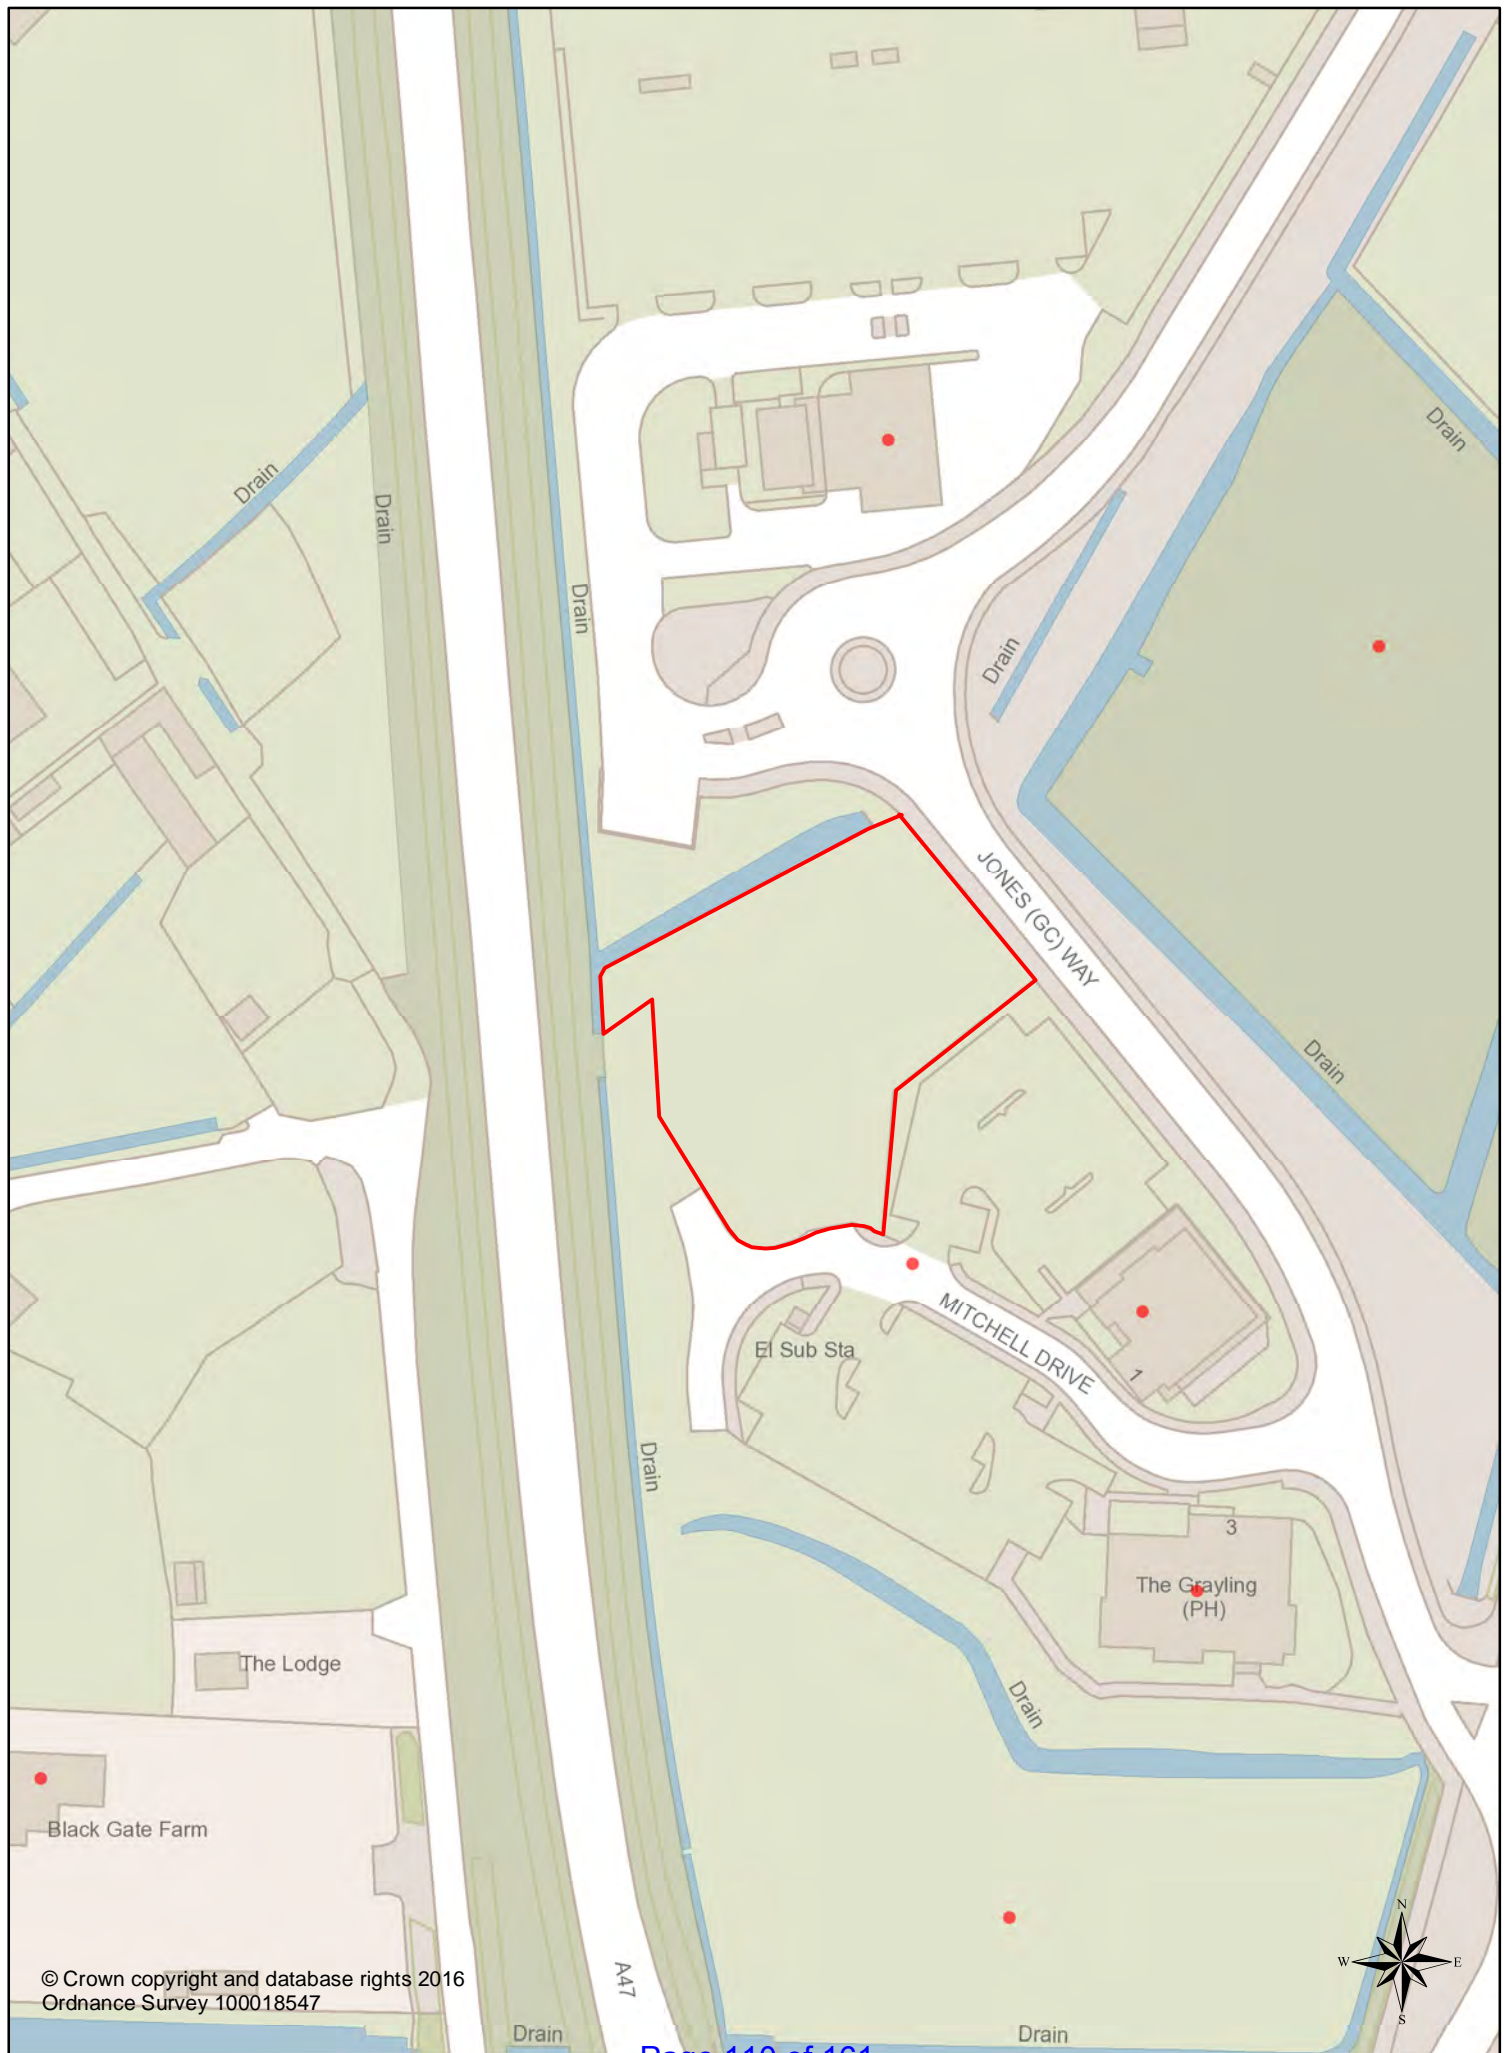 Drain
Drain
Drain
Drain
Drain
JONES (GC) WAY
Drain
MITCHELL DRIVE
El Sub Sta
1
Drain
3
The Grayling
(PH)
The Lodge
Drain
Black Gate Farm
N
W
E
S
© Crown copyright and database rights 2016
Ordnance Survey 100018547
A47
Drain
Drain